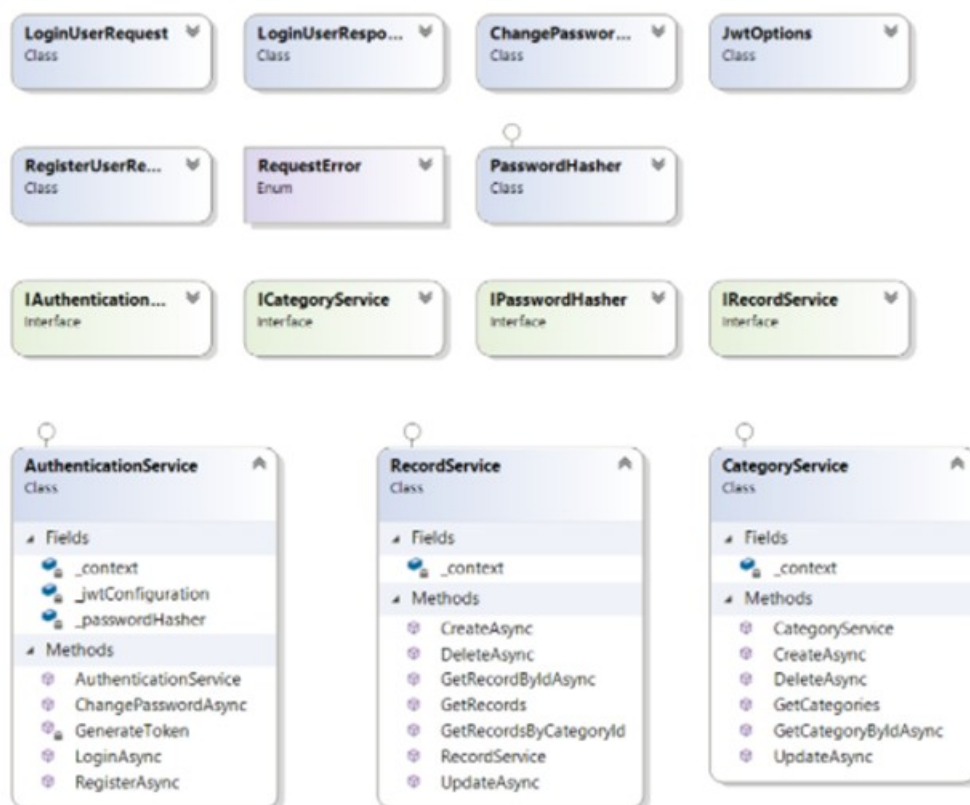 LoginUserRequest
Class
LoginUserRespo...
Class
ChangePasswor...
Class
JwtOptions
Class
RegisterUserRe...
Class
RequestError
Enum
PasswordHasher
Class
IAuthentication...
Interface
ICategoryService
Interface
IPasswordHasher
Interface
IRecordService
Interface
AuthenticationService
Class
Fields
_context
_jwtConfiguration
_passwordHasher
Methods
AuthenticationService
ChangePasswordAsync
GenerateToken
LoginAsync
RegisterAsync
RecordService
Class
Fields
_context
Methods
CreateAsync
DeleteAsync
GetRecordByIdAsync
GetRecords
GetRecordsByCategoryId
RecordService
UpdateAsync
CategoryService
Class
Fields
_context
Methods
CategoryService
CreateAsync
DeleteAsync
GetCategories
GetCategoryByIdAsync
UpdateAsync